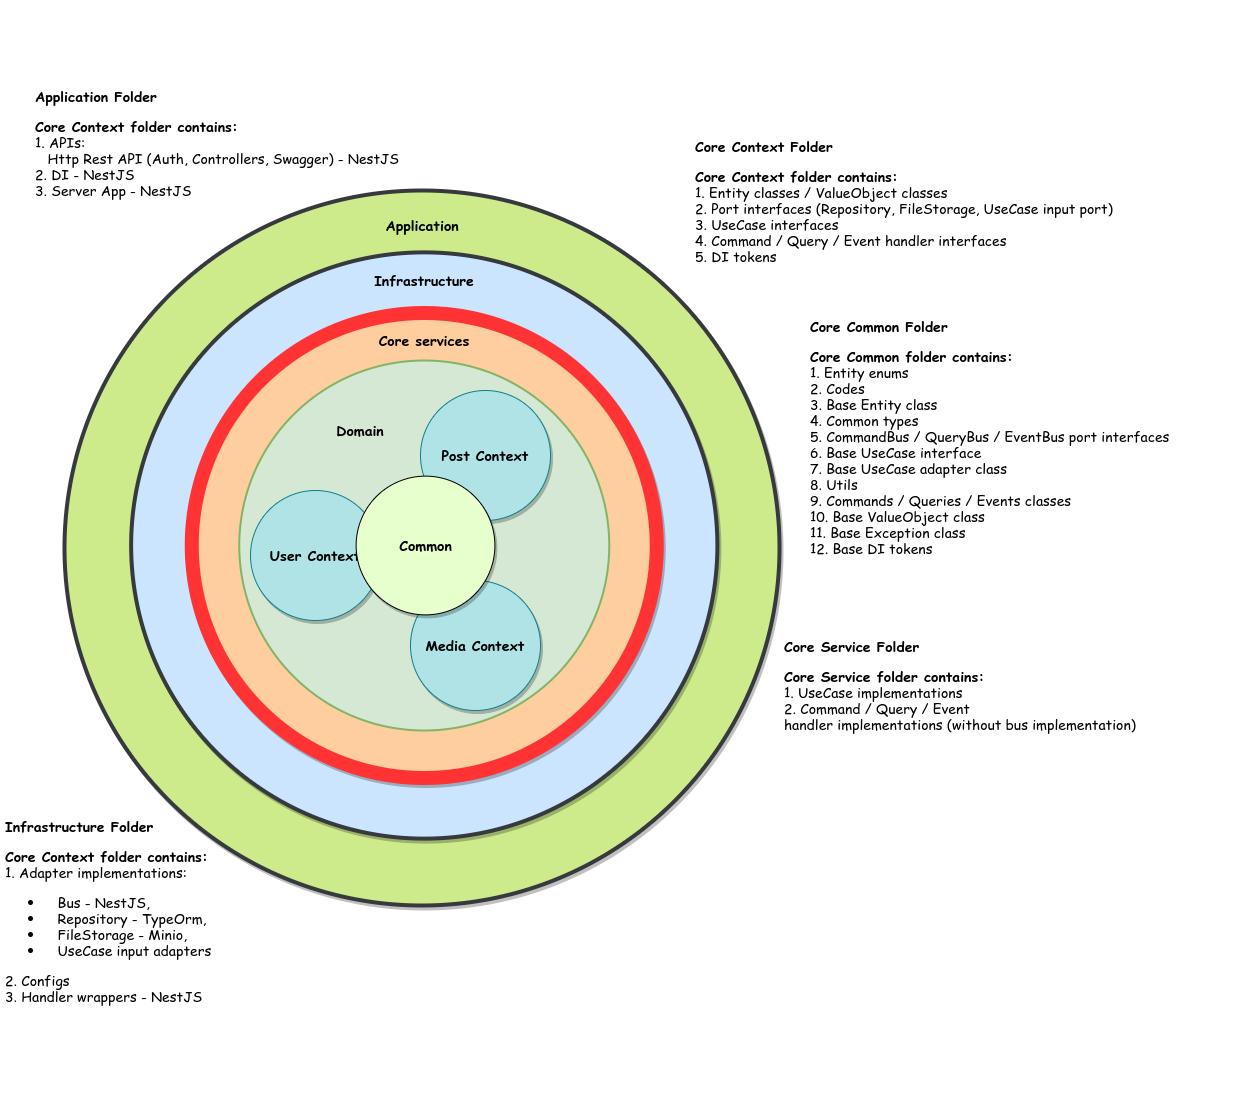 Application Folder
Core Context folder contains:
1. APIs:
Http Rest API (Auth, Controllers, Swagger) - NestJS
2. DI - NestJS
3. Server App - NestJS
Core Context Folder
Core Context folder contains:
1. Entity classes / ValueObject classes
2. Port interfaces (Repository, FileStorage, UseCase input port)
3. UseCase interfaces
4. Command / Query / Event handler interfaces
5. DI tokens
Application
Infrastructure
Core services
Domain
Post Context
User Context
Common
Media Context
Core Common Folder
Core Common folder contains:
1. Entity enums
2. Codes
3. Base Entity class
4. Common types
5. CommandBus / QueryBus / EventBus port interfaces
6. Base UseCase interface
7. Base UseCase adapter class
8. Utils
9. Commands / Queries / Events classes
10. Base ValueObject class
11. Base Exception class
12. Base DI tokens
Core Service Folder
Core Service folder contains:
1. UseCase implementations
2. Command / Query / Event
handler implementations (without bus implementation)
Infrastructure Folder
Core Context folder contains:
1. Adapter implementations:
• Bus - NestJS,
• Repository - TypeOrm,
• FileStorage - Minio,
• UseCase input adapters
2. Configs
3. Handler wrappers - NestJS